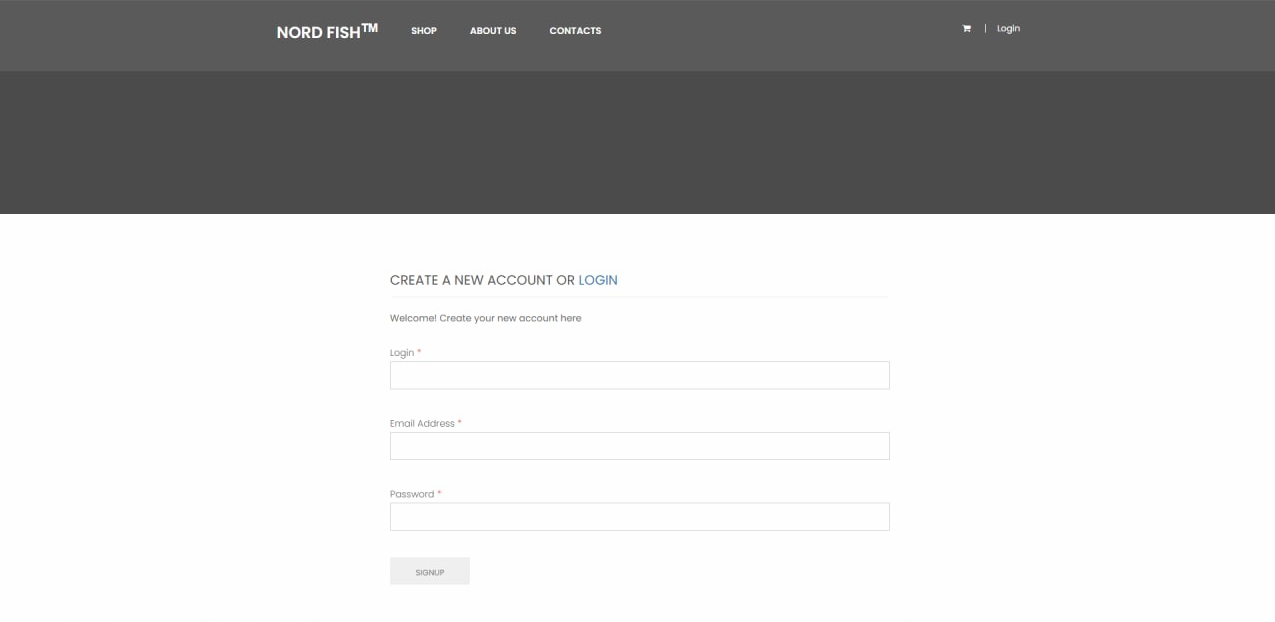 NORD FISH™ SHOP ABOUT US CONTACTS | Login
CREATE A NEW ACCOUNT OR LOGIN
Welcome! Create your new account here
Login *
Email Address *
Password *
SIGNUP